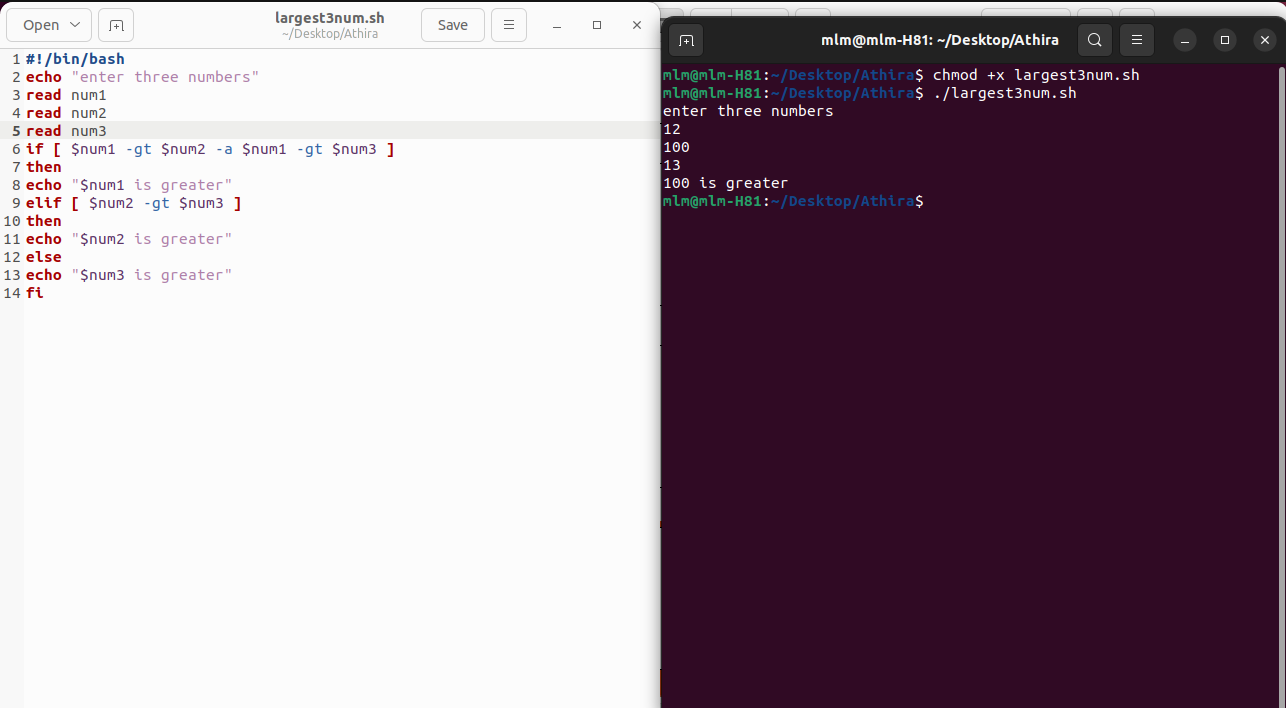 Open
largest3num.sh
~/Desktop/Athira
Save
1 #!/bin/bash
2 echo "enter three numbers"
3 read num1
4 read num2
5 read num3
6 if [ $num1 -gt $num2 -a $num1 -gt $num3 ]
7 then
8 echo "$num1 is greater"
9 elif [ $num2 -gt $num3 ]
10 then
11 echo "$num2 is greater"
12 else
13 echo "$num3 is greater"
14 fi
mlm@mlm-H81: ~/Desktop/Athira
mlm@mlm-H81:~/Desktop/Athira$ chmod +x largest3num.sh
mlm@mlm-H81:~/Desktop/Athira$ ./largest3num.sh
enter three numbers
12
100
13
100 is greater
mlm@mlm-H81:~/Desktop/Athira$